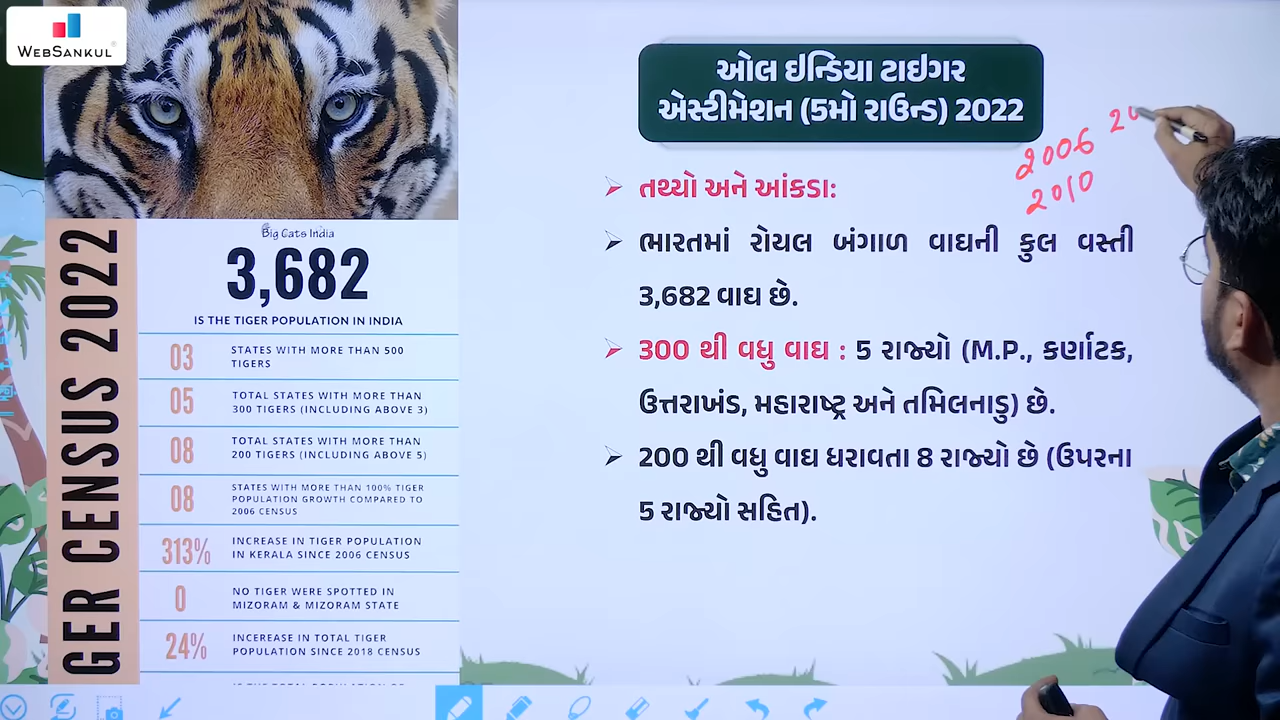 WEBSANKUL®
GER CENSUS 2022
Big Cats India
3,682
IS THE TIGER POPULATION IN INDIA
03 STATES WITH MORE THAN 500
TIGERS
05 TOTAL STATES WITH MORE THAN
300 TIGERS (INCLUDING ABOVE 3)
08 TOTAL STATES WITH MORE THAN
200 TIGERS (INCLUDING ABOVE 5)
08 STATES WITH MORE THAN 100% TIGER
POPULATION GROWTH COMPARED TO
2006 CENSUS
313% INCREASE IN TIGER POPULATION
IN KERALA SINCE 2006 CENSUS
0 NO TIGER WERE SPOTTED IN
MIZORAM & MIZORAM STATE
24% INCEREASE IN TOTAL TIGER
POPULATION SINCE 2018 CENSUS
ઓલ ઇન્ડિયા ટાઇગર
એસ્ટીમેશન (5મો રાઉન્ડ) 2022
2006 20
2010
➢ તથ્યો અને આંકડા:
➢ ભારતમાં રોયલ બંગાળ વાઘની કુલ વસ્તી
3,682 વાઘ છે.
➢ 300 થી વધુ વાઘ : 5 રાજ્યો (M.P., કર્ણાટક,
ઉત્તરાખંડ, મહારાષ્ટ્ર અને તમિલનાડુ) છે.
➢ 200 થી વધુ વાઘ ધરાવતા 8 રાજ્યો છે (ઉપરના
5 રાજ્યો સહિત).